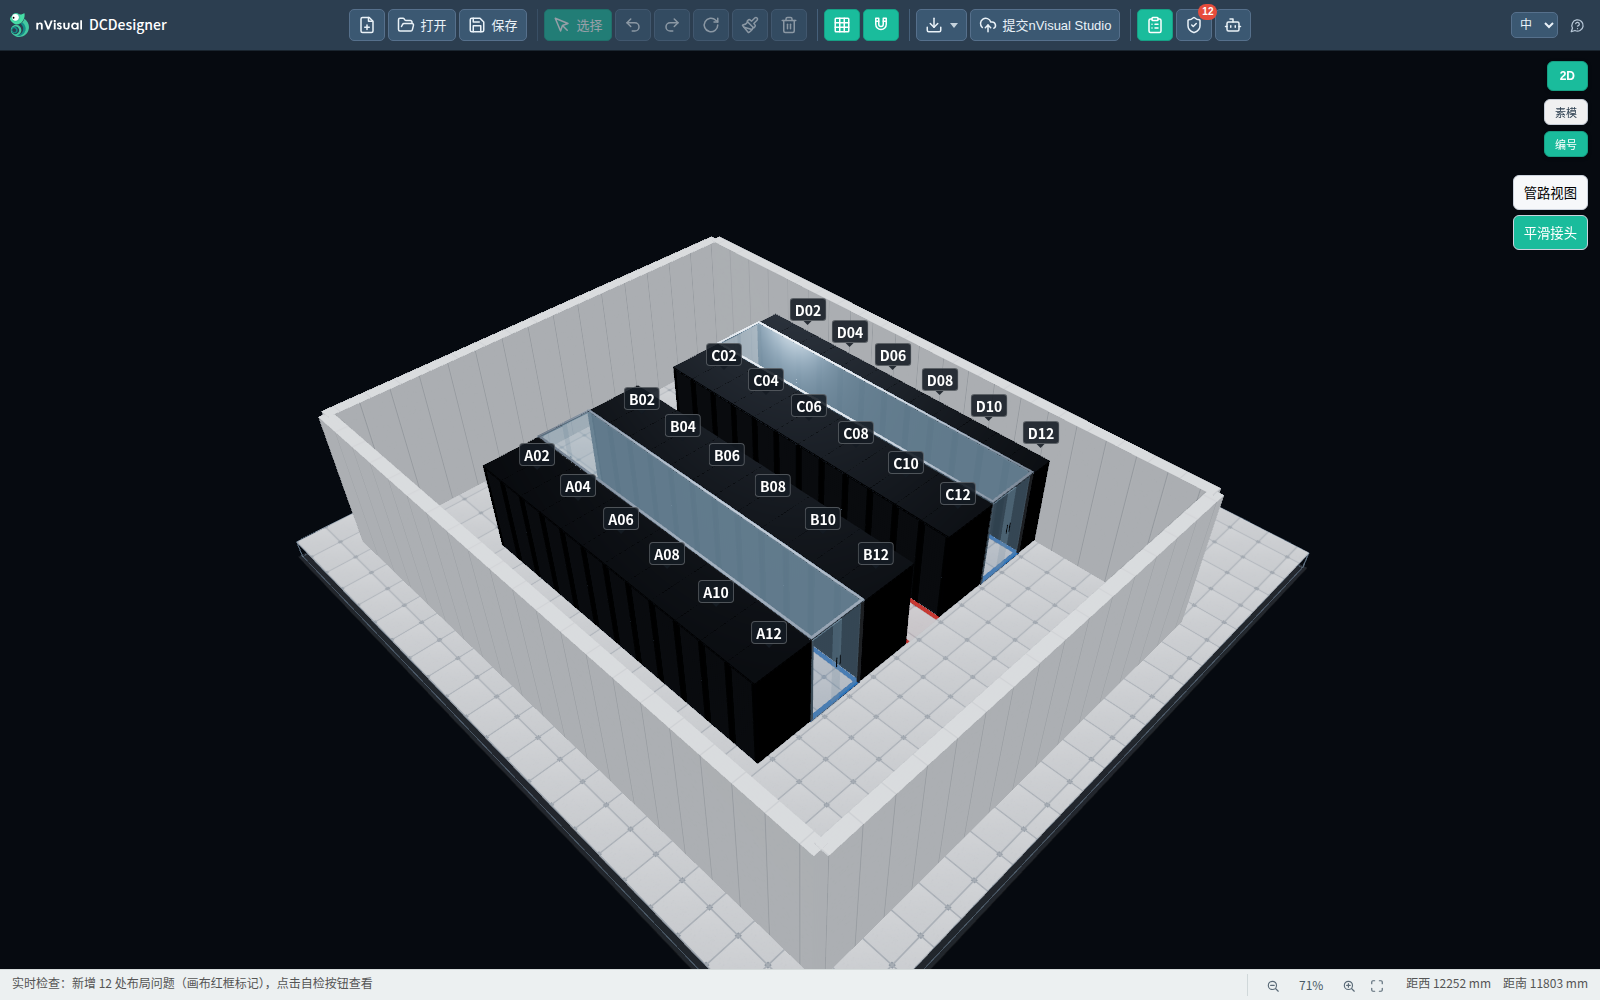 nVisual DCDesigner
打开
保存
选择
提交nVisual Studio
12
中
2D
素模
编号
管路视图
平滑接头
D02
D04
D06
D08
D10
D12
C02
C04
C06
C08
C10
C12
B02
B04
B06
B08
B10
B12
A02
A04
A06
A08
A10
A12
实时检查：新增 12 处布局问题（画布红框标记），点击自检按钮查看
71%
距西 12252 mm 距南 11803 mm